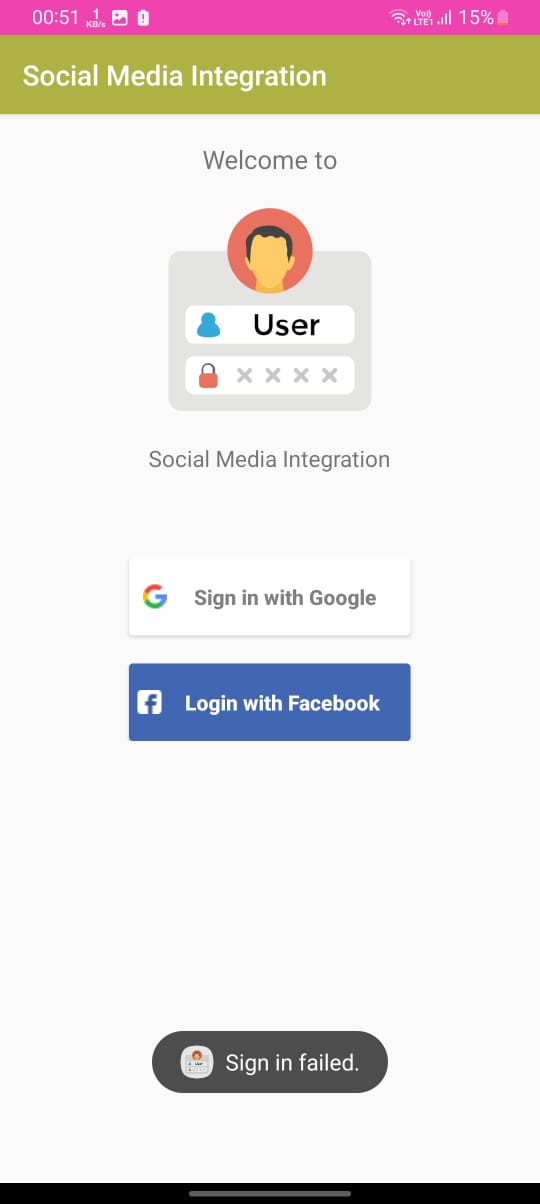 00:51 1 KB/s Vo)) LTE1 15%
Social Media Integration
Welcome to
User
Social Media Integration
G Sign in with Google
f Login with Facebook
Sign in failed.